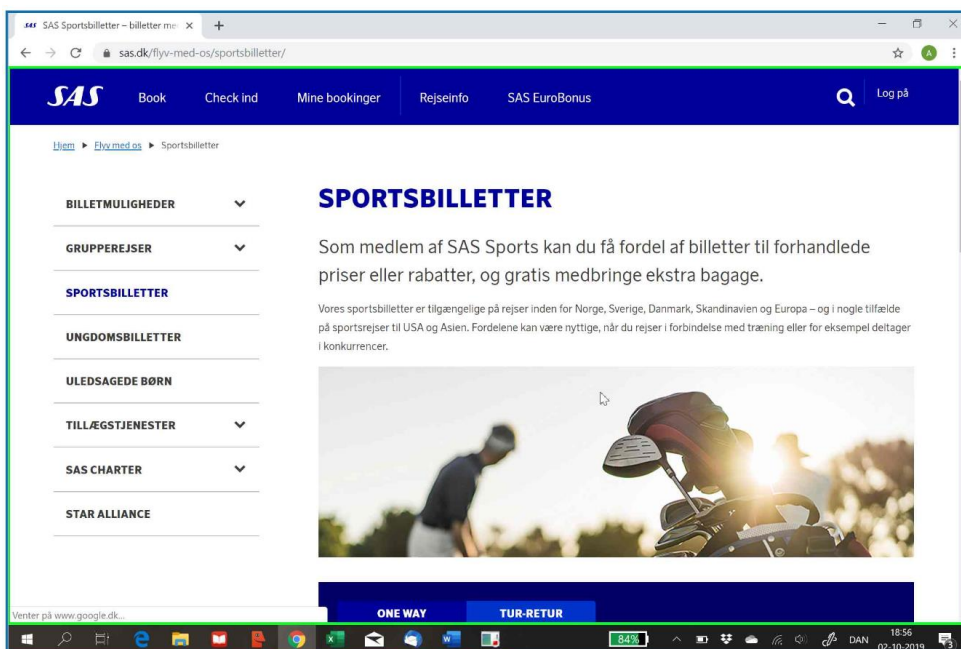 SAS SAS Sportsbilletter – billetter me
sas.dk/flyv-med-os/sportsbilletter/
A
SAS Book Check ind Mine bookinger Rejseinfo SAS EuroBonus Log på
Hjem ▶ Flyv med os ▶ Sportsbilletter
BILLETMULIGHEDER
GRUPPEREJSER
SPORTSBILLETTER
UNGDOMSBILLETTER
ULEDSAGEDE BØRN
TILLÆGSTJENESTER
SAS CHARTER
STAR ALLIANCE
SPORTSBILLETTER
Som medlem af SAS Sports kan du få fordel af billetter til forhandlede
priser eller rabatter, og gratis medbringe ekstra bagage.
Vores sportsbilletter er tilgængelige på rejser inden for Norge, Sverige, Danmark, Skandinavien og Europa – og i nogle tilfælde
på sportsrejser til USA og Asien. Fordelene kan være nyttige, når du rejser i forbindelse med træning eller for eksempel deltager
i konkurrencer.
ONE WAY TUR-RETUR
Venter på www.google.dk...
84% DAN 18:56
02-10-2019 3